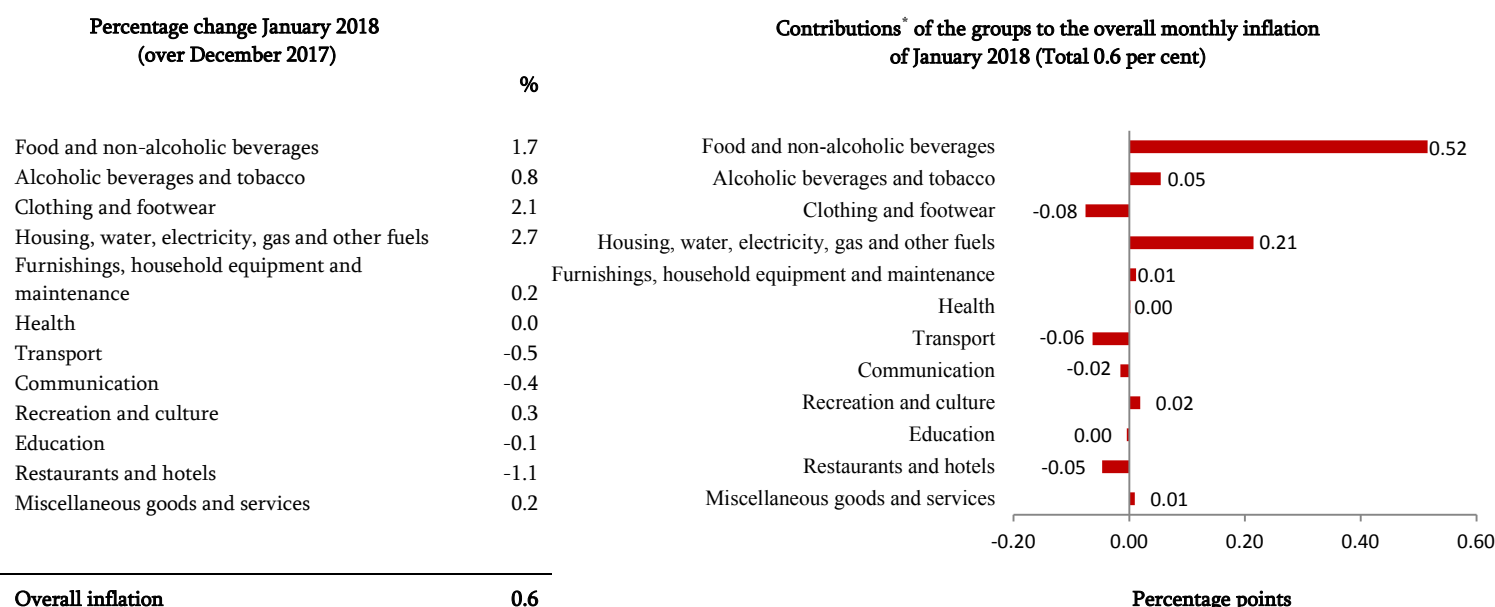 Percentage change January 2018
(over December 2017)
%
Food and non-alcoholic beverages 1.7
Alcoholic beverages and tobacco 0.8
Clothing and footwear 2.1
Housing, water, electricity, gas and other fuels 2.7
Furnishings, household equipment and
maintenance 0.2
Health 0.0
Transport -0.5
Communication -0.4
Recreation and culture 0.3
Education -0.1
Restaurants and hotels -1.1
Miscellaneous goods and services 0.2
Overall inflation 0.6
Contributions* of the groups to the overall monthly inflation
of January 2018 (Total 0.6 per cent)
Food and non-alcoholic beverages 0.52
Alcoholic beverages and tobacco 0.05
Clothing and footwear -0.08
Housing, water, electricity, gas and other fuels 0.21
Furnishings, household equipment and maintenance 0.01
Health 0.00
Transport -0.06
Communication -0.02
Recreation and culture 0.02
Education 0.00
Restaurants and hotels -0.05
Miscellaneous goods and services 0.01
-0.20 0.00 0.20 0.40 0.60
Percentage points